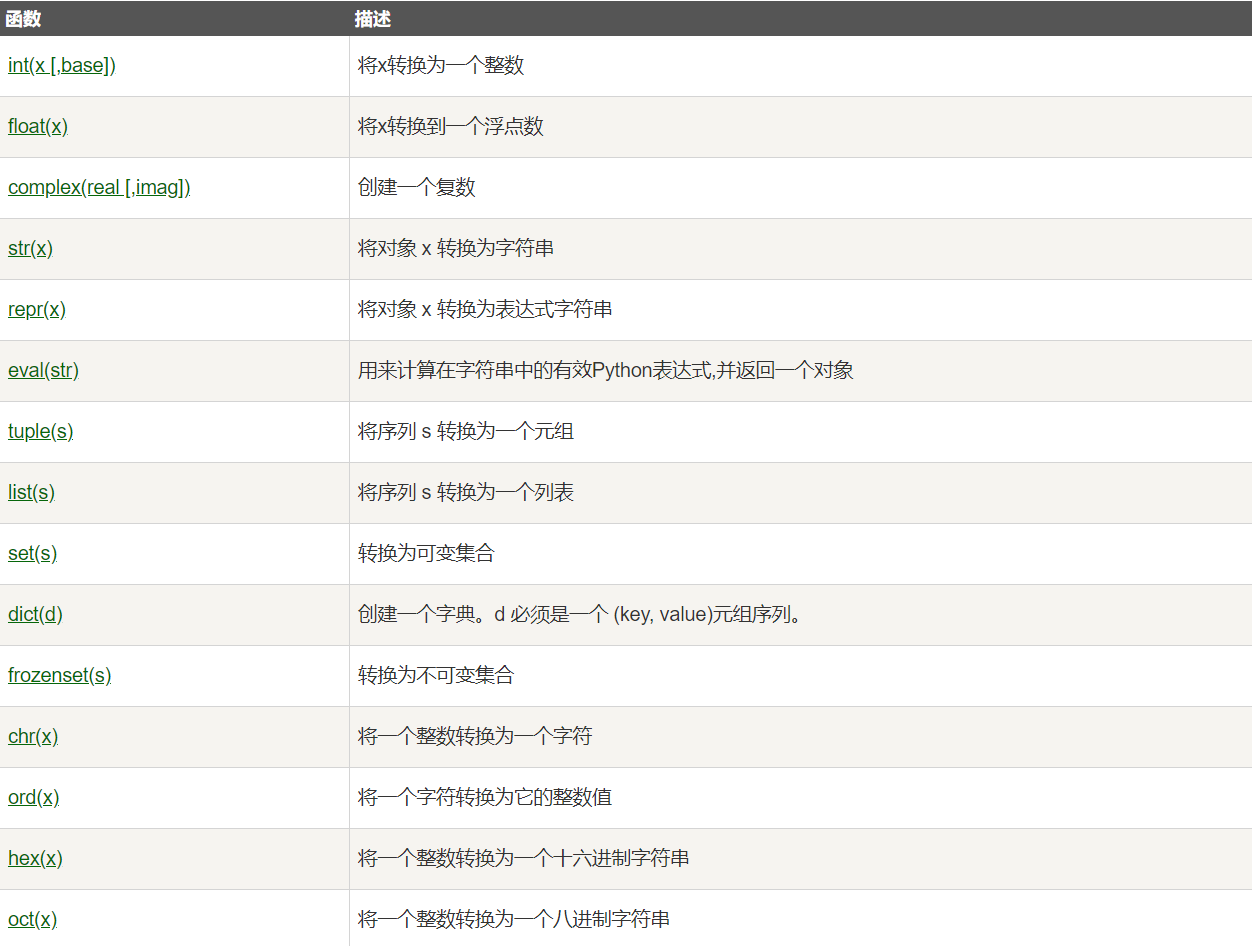 函数 描述
int(x [,base]) 将x转换为一个整数
float(x) 将x转换到一个浮点数
complex(real [,imag]) 创建一个复数
str(x) 将对象 x 转换为字符串
repr(x) 将对象 x 转换为表达式字符串
eval(str) 用来计算在字符串中的有效Python表达式,并返回一个对象
tuple(s) 将序列 s 转换为一个元组
list(s) 将序列 s 转换为一个列表
set(s) 转换为可变集合
dict(d) 创建一个字典。d 必须是一个 (key, value)元组序列。
frozenset(s) 转换为不可变集合
chr(x) 将一个整数转换为一个字符
ord(x) 将一个字符转换为它的整数值
hex(x) 将一个整数转换为一个十六进制字符串
oct(x) 将一个整数转换为一个八进制字符串